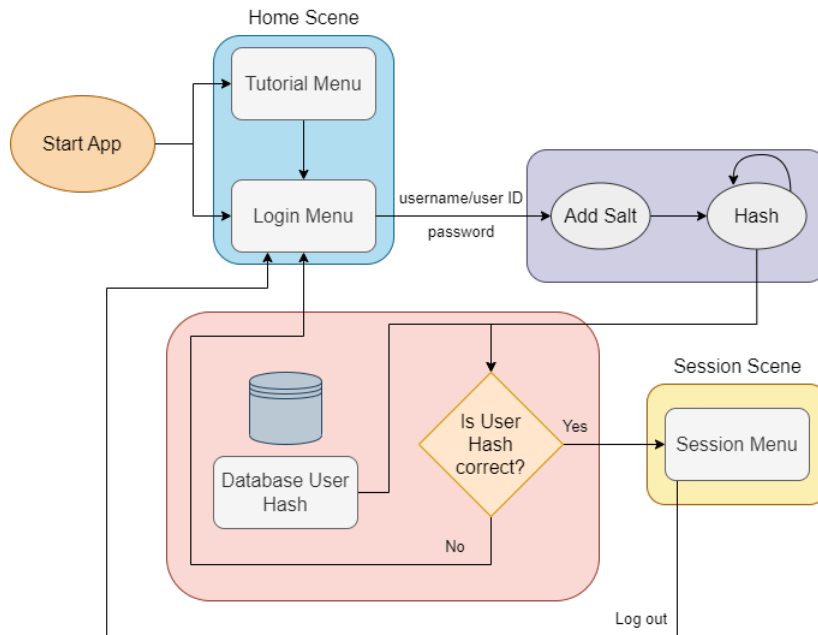 Home Scene
Tutorial Menu
Start App
Login Menu
username/user ID
password
Add Salt
Hash
Session Scene
Is User
Hash
correct?
Yes
Session Menu
Database User
Hash
No
Log out